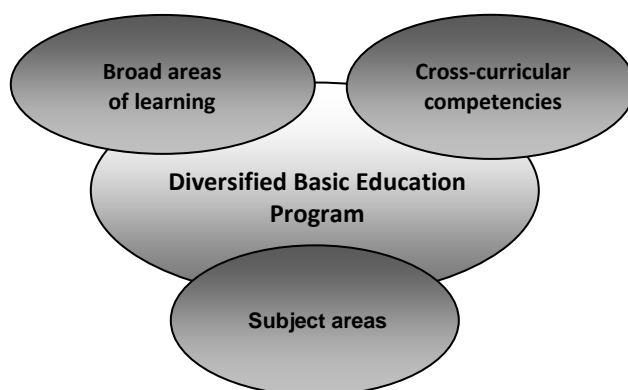 Broad areas
of learning
Cross-curricular
competencies
Diversified Basic Education
Program
Subject areas